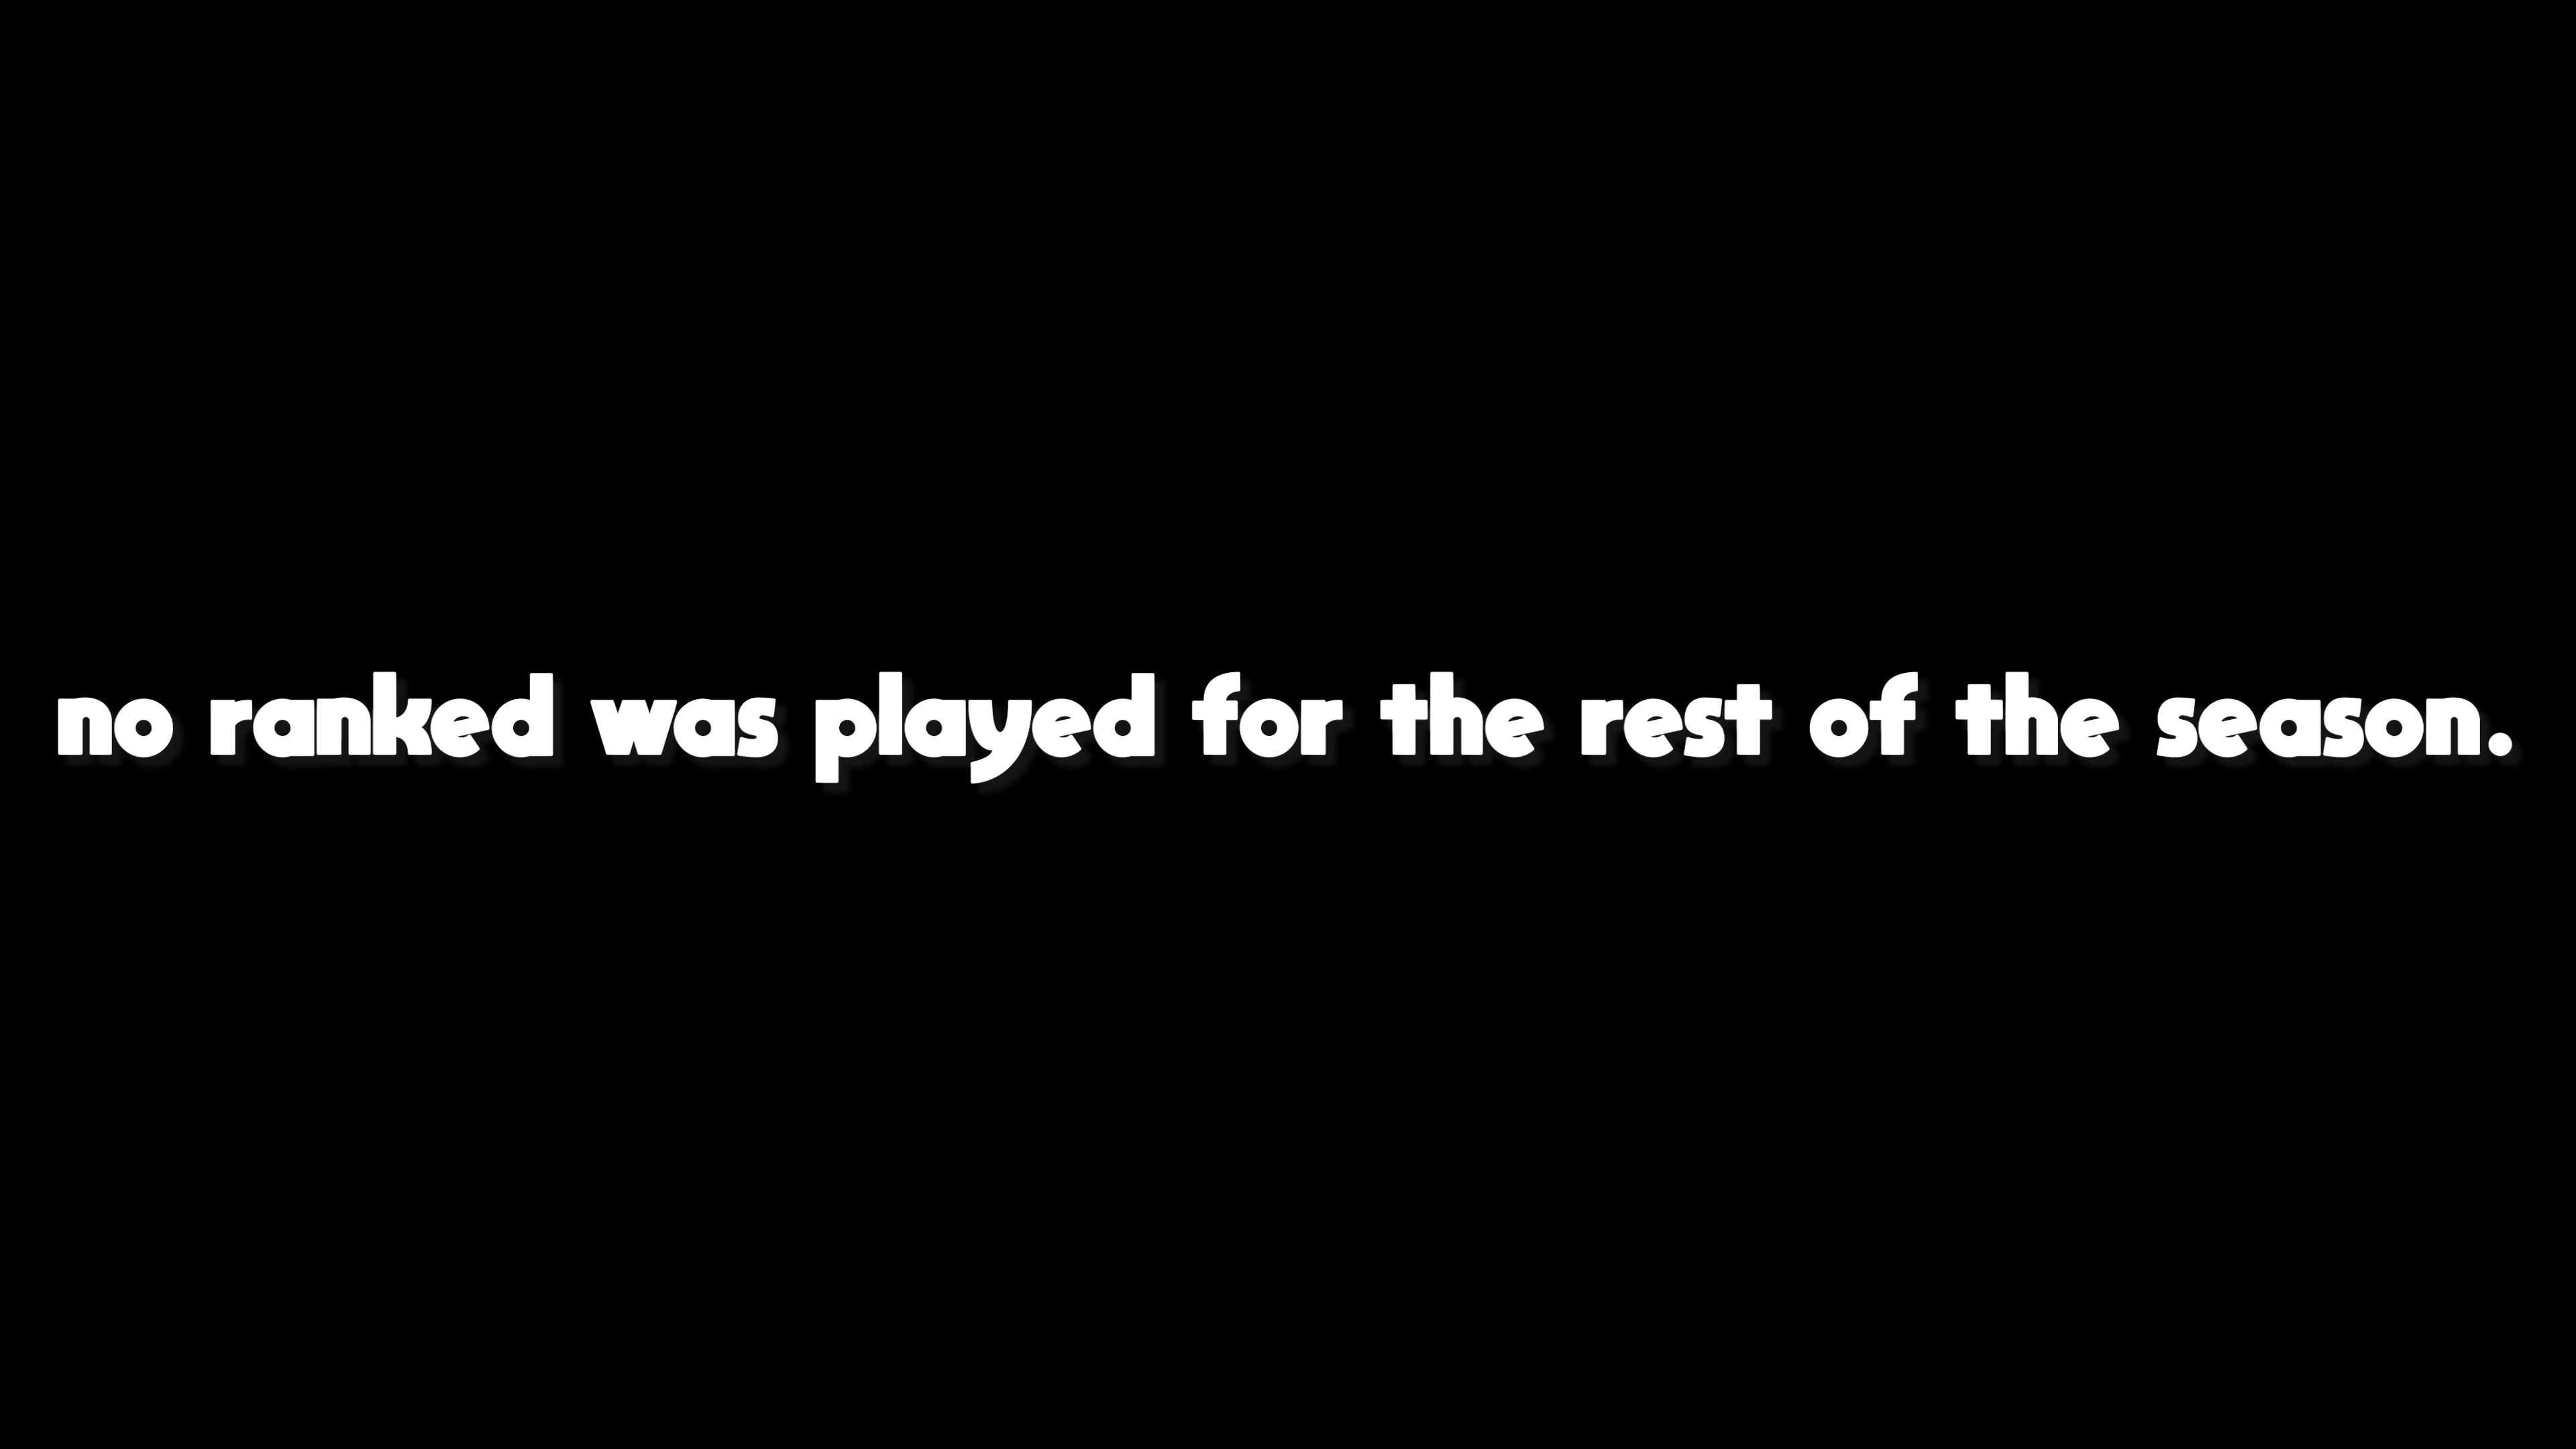 no ranked was played for the rest of the season.